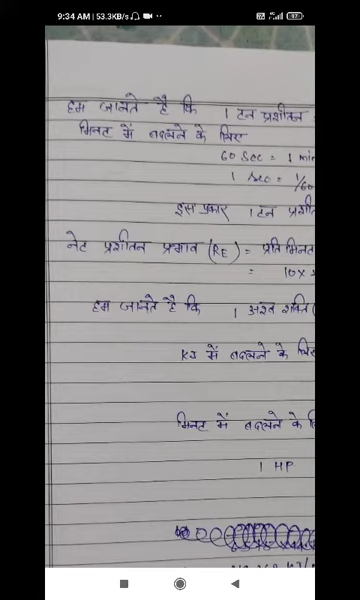 9:34 AM | 53.3KB/s
हम जानते है कि 1 टन प्रशीतन
मिनट में बदलने के लिए
60 Sec = 1 min
1 Sec = 1/60
इस प्रकार 1 टन प्रशी
नेट प्रशीतन प्रभाव (RE) = प्रति मिनट
= 10x
हम जानते है कि 1 अश्व शक्ति (
KJ में बदलने के लिए
मिनट में बदलने के लि
1 HP